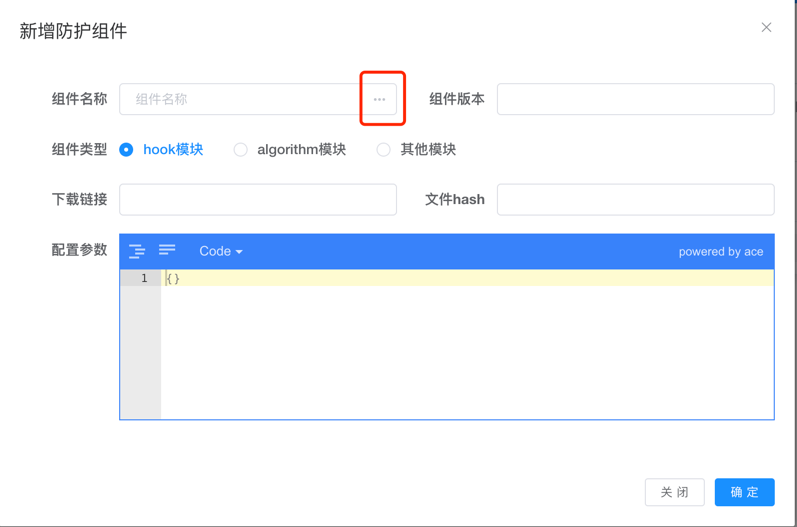 新增防护组件
组件名称 组件名称 ··· 组件版本
组件类型 hook模块 algorithm模块 其他模块
下载链接 文件hash
配置参数 Code powered by ace
1 {}
关 闭 确 定